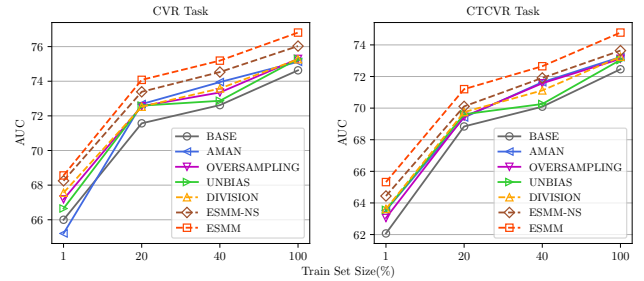 CVR Task
CTCVR Task
AUC
76
74
72
70
68
66
BASE
AMAN
OVERSAMPLING
UNBIAS
DIVISION
ESMM-NS
ESMM
1
20
40
100
AUC
74
72
70
68
66
64
62
BASE
AMAN
OVERSAMPLING
UNBIAS
DIVISION
ESMM-NS
ESMM
1
20
40
100
Train Set Size(%)